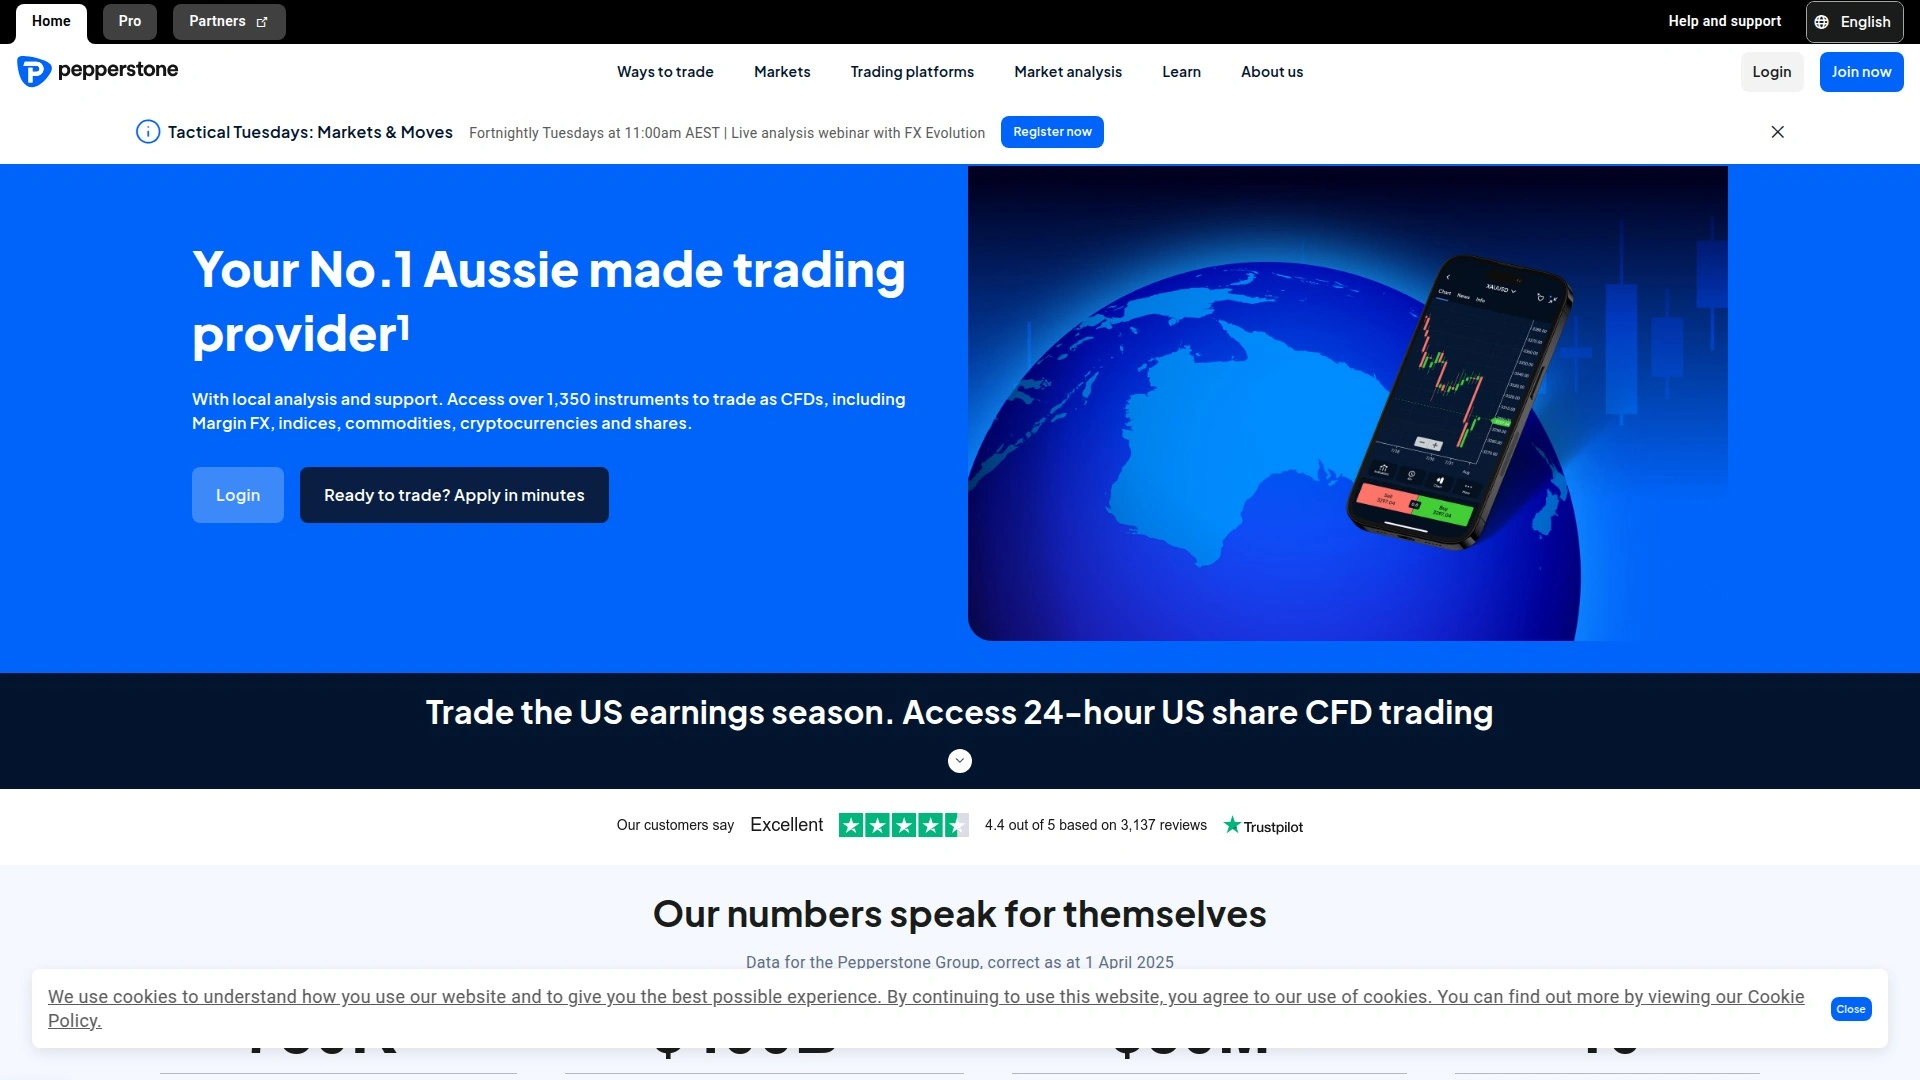 Home
Pro
Partners
Help and support
English
pepperstone
Ways to trade
Markets
Trading platforms
Market analysis
Learn
About us
Login
Join now
Tactical Tuesdays: Markets & Moves
Fortnightly Tuesdays at 11:00am AEST | Live analysis webinar with FX Evolution
Register now
Your No.1 Aussie made trading
provider¹
With local analysis and support. Access over 1,350 instruments to trade as CFDs, including
Margin FX, indices, commodities, cryptocurrencies and shares.
Login
Ready to trade? Apply in minutes
XAUUSD
Chart
News
Info
Sell
Buy
Trade the US earnings season. Access 24-hour US share CFD trading
Our customers say
Excellent
4.4 out of 5 based on 3,137 reviews
Trustpilot
Our numbers speak for themselves
Data for the Pepperstone Group, correct as at 1 April 2025
We use cookies to understand how you use our website and to give you the best possible experience. By continuing to use this website, you agree to our use of cookies. You can find out more by viewing our Cookie
Policy.
Close